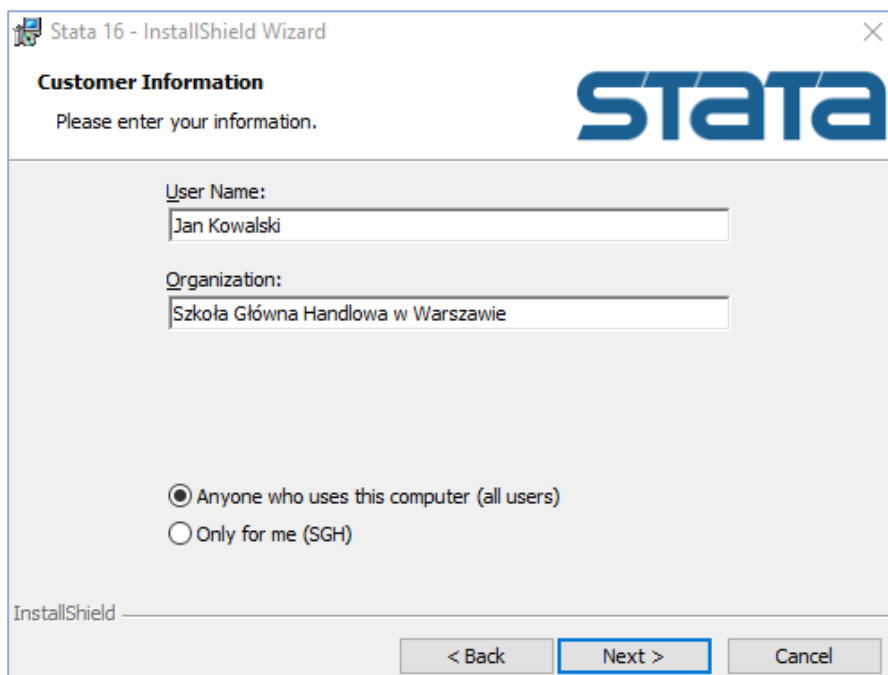 Stata 16 - InstallShield Wizard
Customer Information
Please enter your information.
stata
User Name:
Jan Kowalski
Organization:
Szkoła Główna Handlowa w Warszawie
Anyone who uses this computer (all users)
Only for me (SGH)
InstallShield
< Back
Next >
Cancel